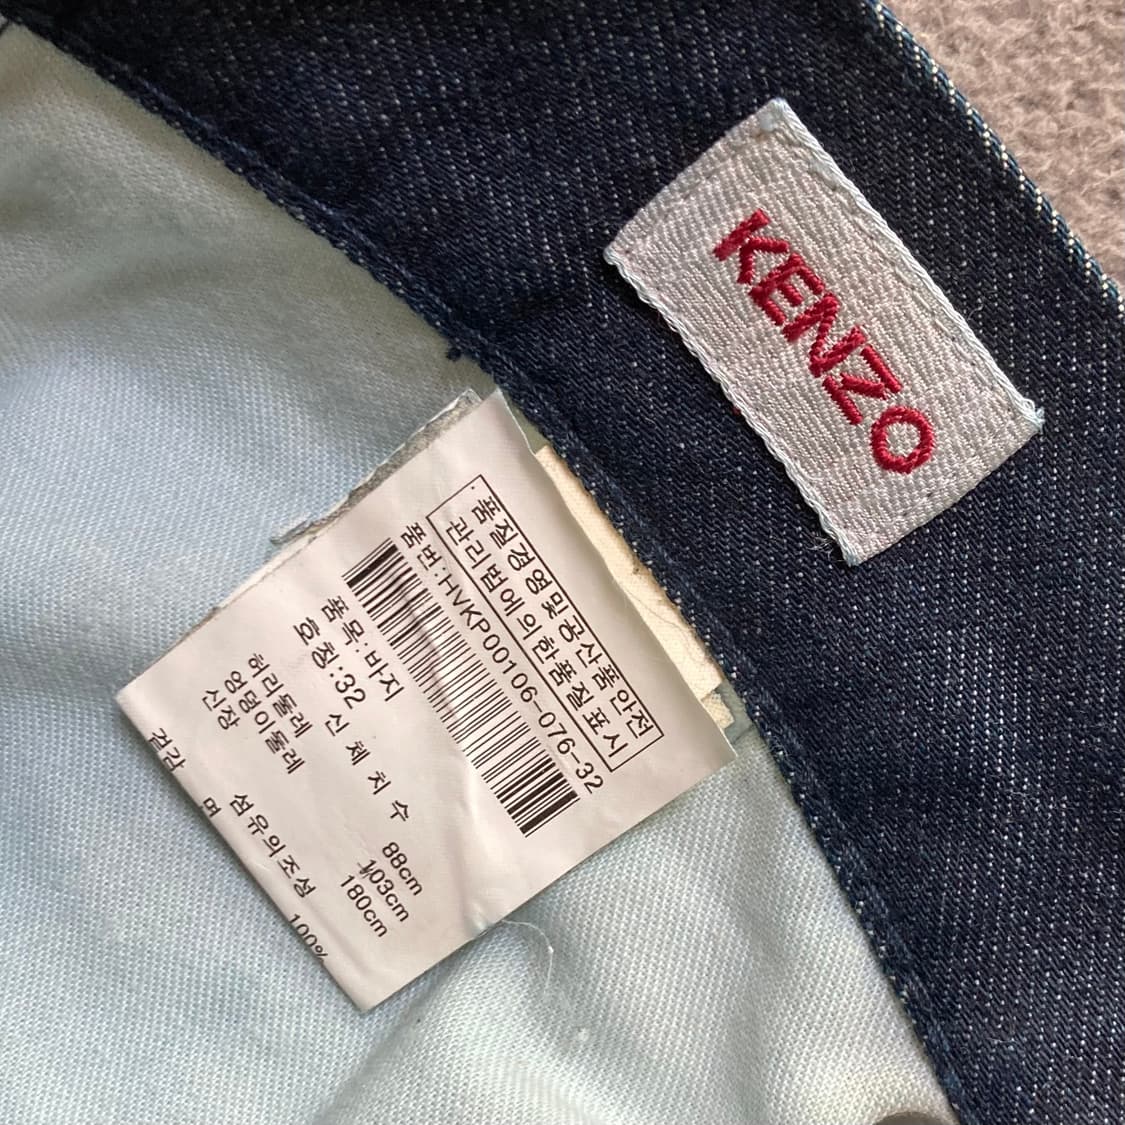 KENZO
품질경영및공산품안전
관리법에의한품질표시
품번:HVKP00106-076-32
품 목:바지
호칭:32
신 체 치 수
허리둘레 88cm
엉덩이둘레 103cm
신장 180cm
섬유의조성
겉감 면 100%